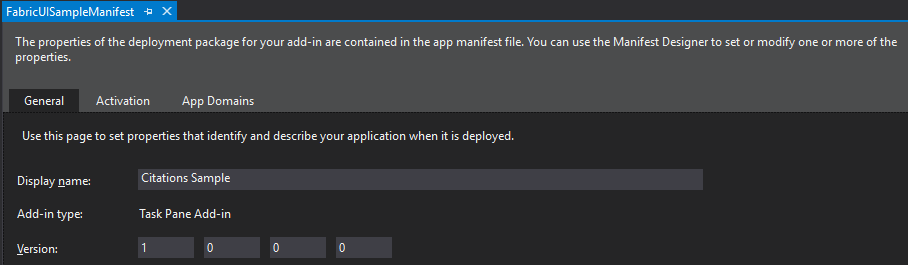 FabricUISampleManifest
The properties of the deployment package for your add-in are contained in the app manifest file. You can use the Manifest Designer to set or modify one or more of the
properties.
General Activation App Domains
Use this page to set properties that identify and describe your application when it is deployed.
Display name: Citations Sample
Add-in type: Task Pane Add-in
Version: 1 0 0 0